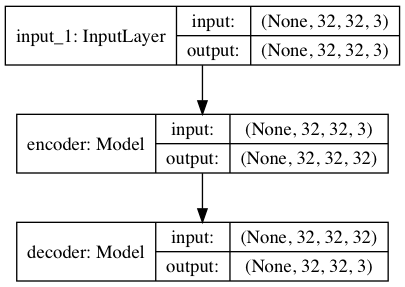 input_1: InputLayer
input: (None, 32, 32, 3)
output: (None, 32, 32, 3)
encoder: Model
input: (None, 32, 32, 3)
output: (None, 32, 32, 32)
decoder: Model
input: (None, 32, 32, 32)
output: (None, 32, 32, 3)